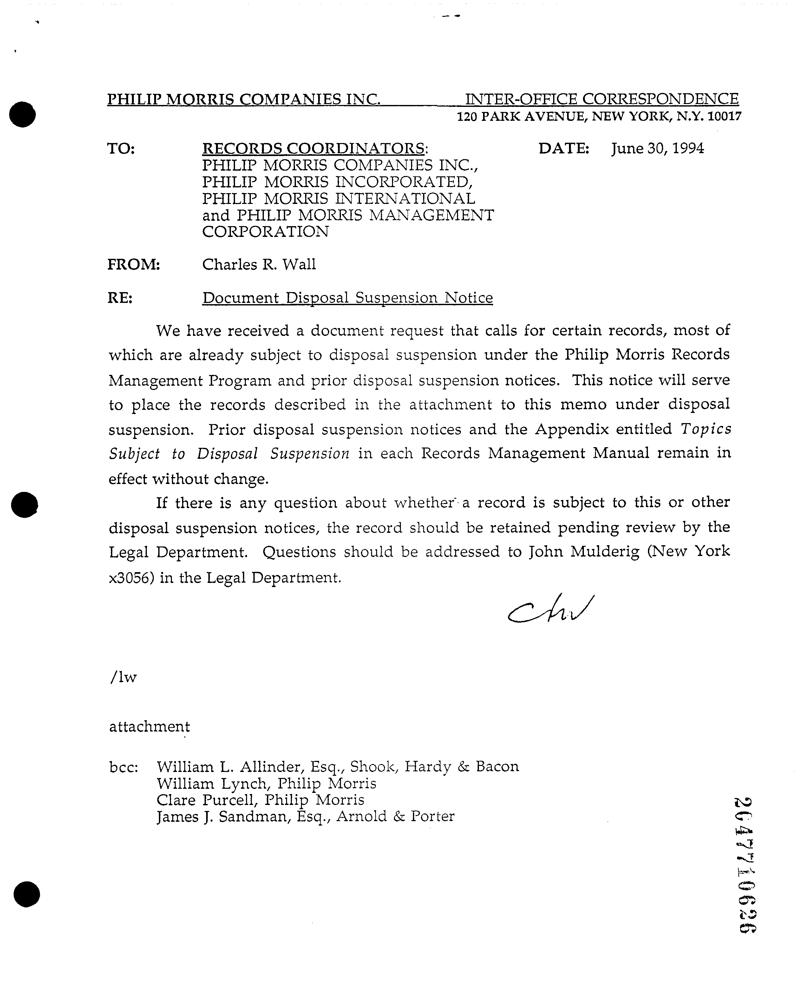 PHILIP MORRIS COMPANIES INC. INTER-OFFICE CORRESPONDENCE
120 PARK AVENUE, NEW YORK, N.Y. 10017
TO: RECORDS COORDINATORS: DATE: June 30, 1994
PHILIP MORRIS COMPANIES INC.,
PHILIP MORRIS INCORPORATED,
PHILIP MORRIS INTERNATIONAL
and PHILIP MORRIS MANAGEMENT
CORPORATION
FROM: Charles R. Wall
RE: Document Disposal Suspension Notice
We have received a document request that calls for certain records, most of
which are already subject to disposal suspension under the Philip Morris Records
Management Program and prior disposal suspension notices. This notice will serve
to place the records described in the attachment to this memo under disposal
suspension. Prior disposal suspension notices and the Appendix entitled Topics
Subject to Disposal Suspension in each Records Management Manual remain in
effect without change.
If there is any question about whether a record is subject to this or other
disposal suspension notices, the record should be retained pending review by the
Legal Department. Questions should be addressed to John Mulderig (New York
x3056) in the Legal Department.
/lw
attachment
bcc: William L. Allinder, Esq., Shook, Hardy & Bacon
William Lynch, Philip Morris
Clare Purcell, Philip Morris
James J. Sandman, Esq., Arnold & Porter
2047710626